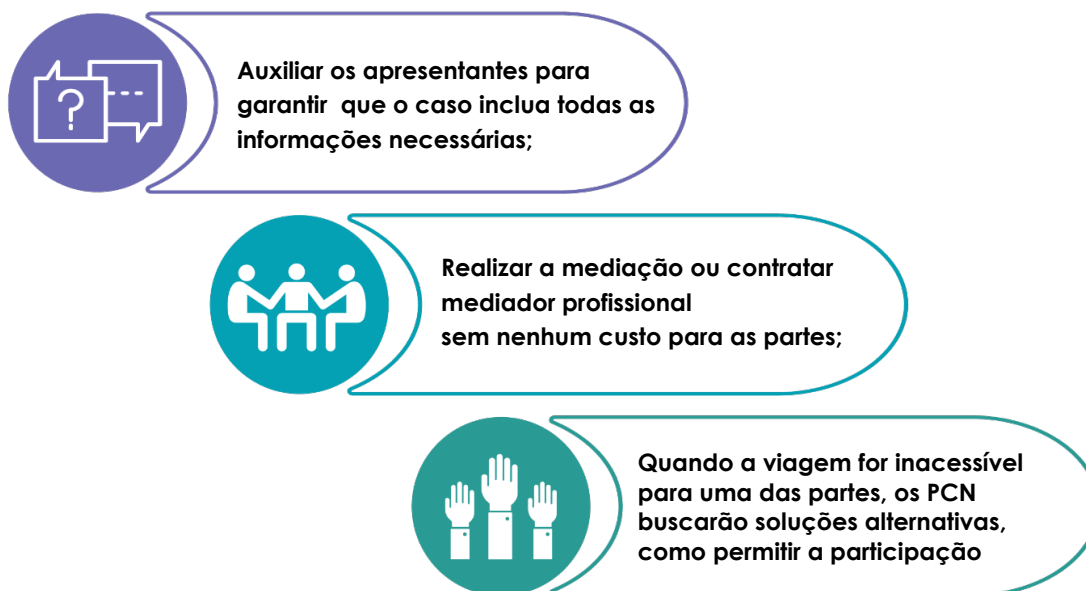 Auxiliar os apresentantes para
garantir que o caso inclua todas as
informações necessárias;
Realizar a mediação ou contratar
mediador profissional
sem nenhum custo para as partes;
Quando a viagem for inacessível
para uma das partes, os PCN
buscarão soluções alternativas,
como permitir a participação